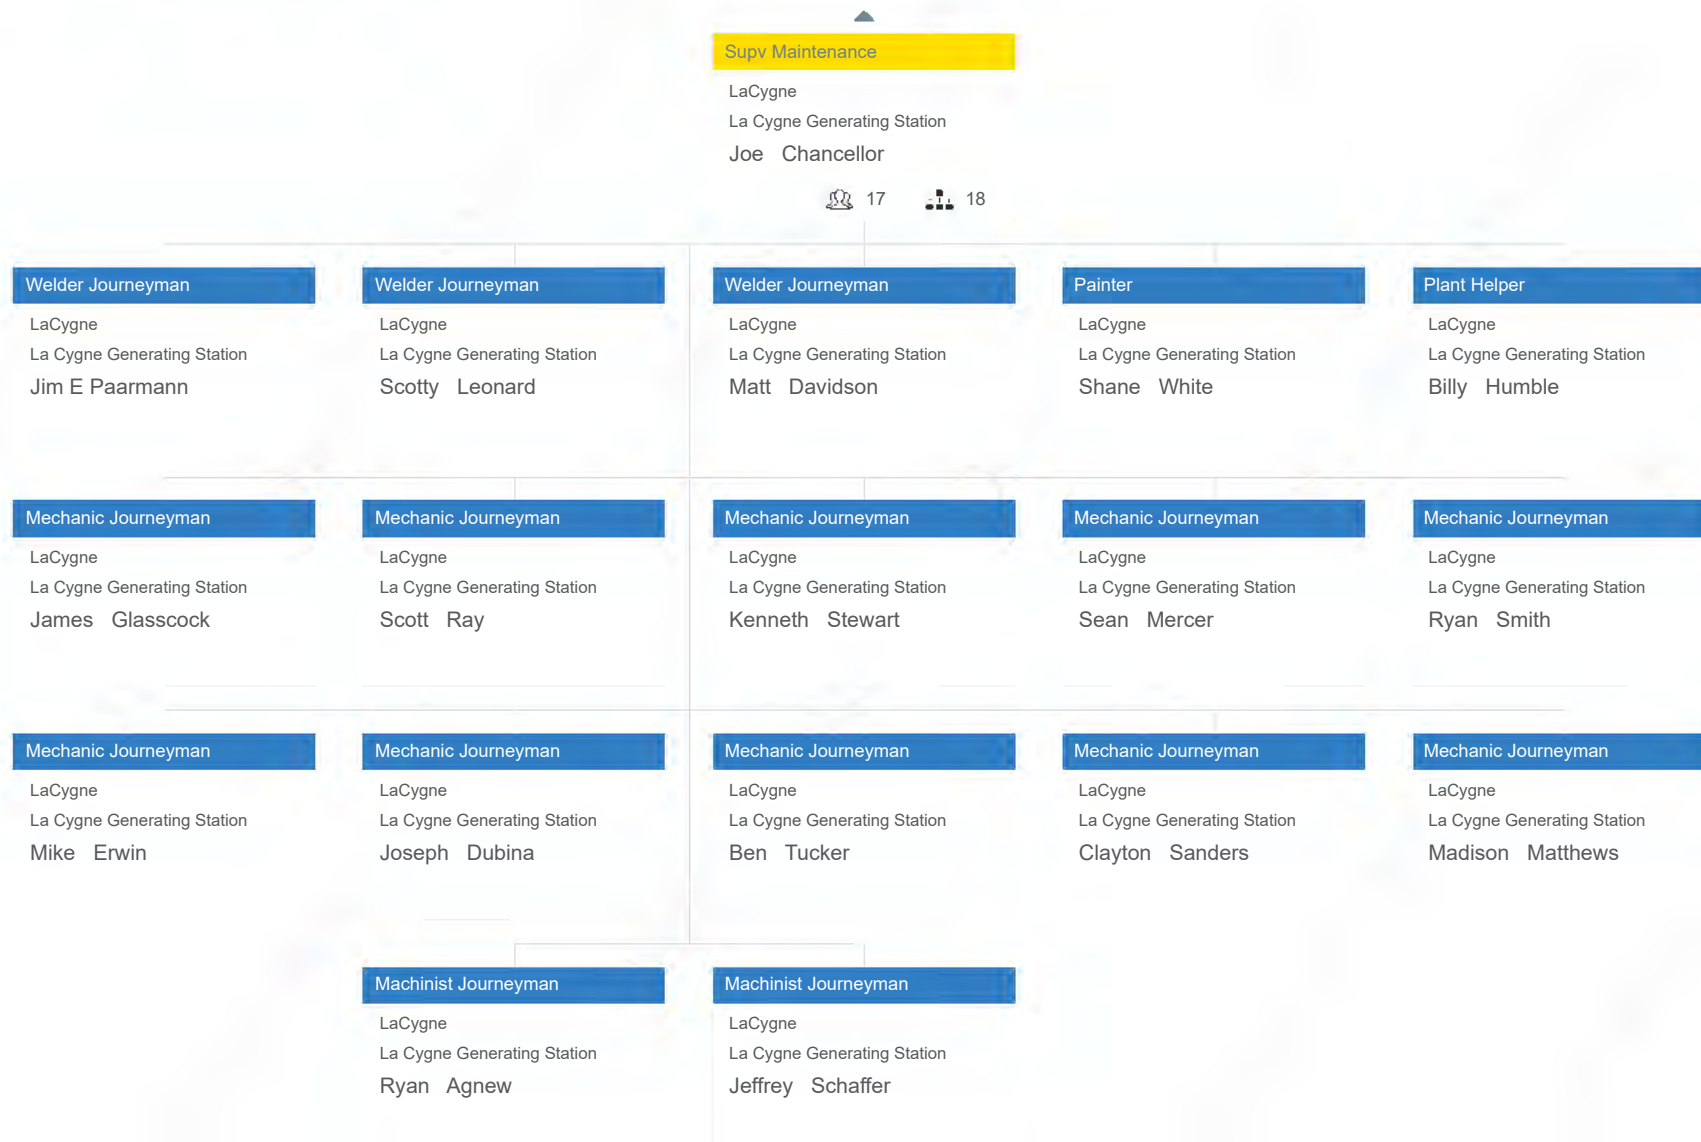 Supv Maintenance
LaCygne
La Cygne Generating Station
Joe Chancellor
17 18
Welder Journeyman
LaCygne
La Cygne Generating Station
Jim E Paarmann
Welder Journeyman
LaCygne
La Cygne Generating Station
Scotty Leonard
Welder Journeyman
LaCygne
La Cygne Generating Station
Matt Davidson
Painter
LaCygne
La Cygne Generating Station
Shane White
Plant Helper
LaCygne
La Cygne Generating Station
Billy Humble
Mechanic Journeyman
LaCygne
La Cygne Generating Station
James Glasscock
Mechanic Journeyman
LaCygne
La Cygne Generating Station
Scott Ray
Mechanic Journeyman
LaCygne
La Cygne Generating Station
Kenneth Stewart
Mechanic Journeyman
LaCygne
La Cygne Generating Station
Sean Mercer
Mechanic Journeyman
LaCygne
La Cygne Generating Station
Ryan Smith
Mechanic Journeyman
LaCygne
La Cygne Generating Station
Mike Erwin
Mechanic Journeyman
LaCygne
La Cygne Generating Station
Joseph Dubina
Mechanic Journeyman
LaCygne
La Cygne Generating Station
Ben Tucker
Mechanic Journeyman
LaCygne
La Cygne Generating Station
Clayton Sanders
Mechanic Journeyman
LaCygne
La Cygne Generating Station
Madison Matthews
Machinist Journeyman
LaCygne
La Cygne Generating Station
Ryan Agnew
Machinist Journeyman
LaCygne
La Cygne Generating Station
Jeffrey Schaffer